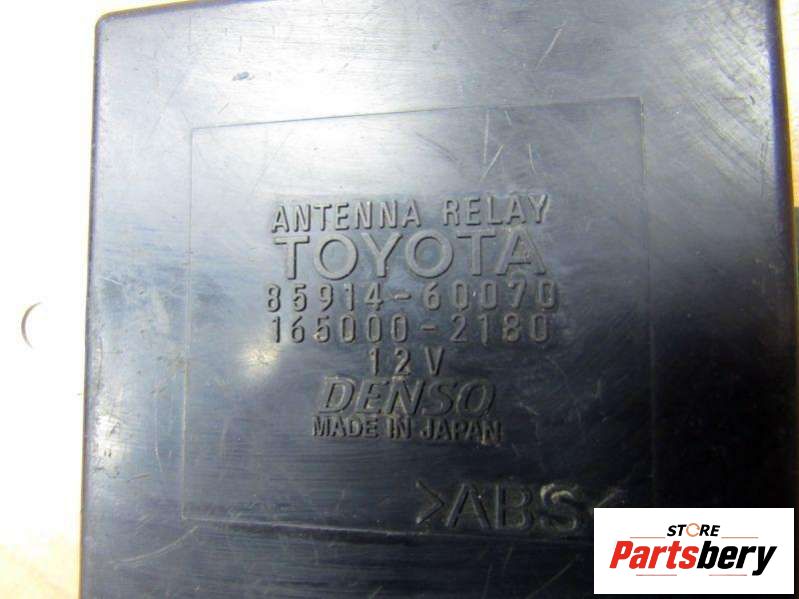 ANTENNA RELAY
TOYOTA
85914-60070
165000-2180
12V
DENSO
MADE IN JAPAN
>ABS<
STORE
Partsbery